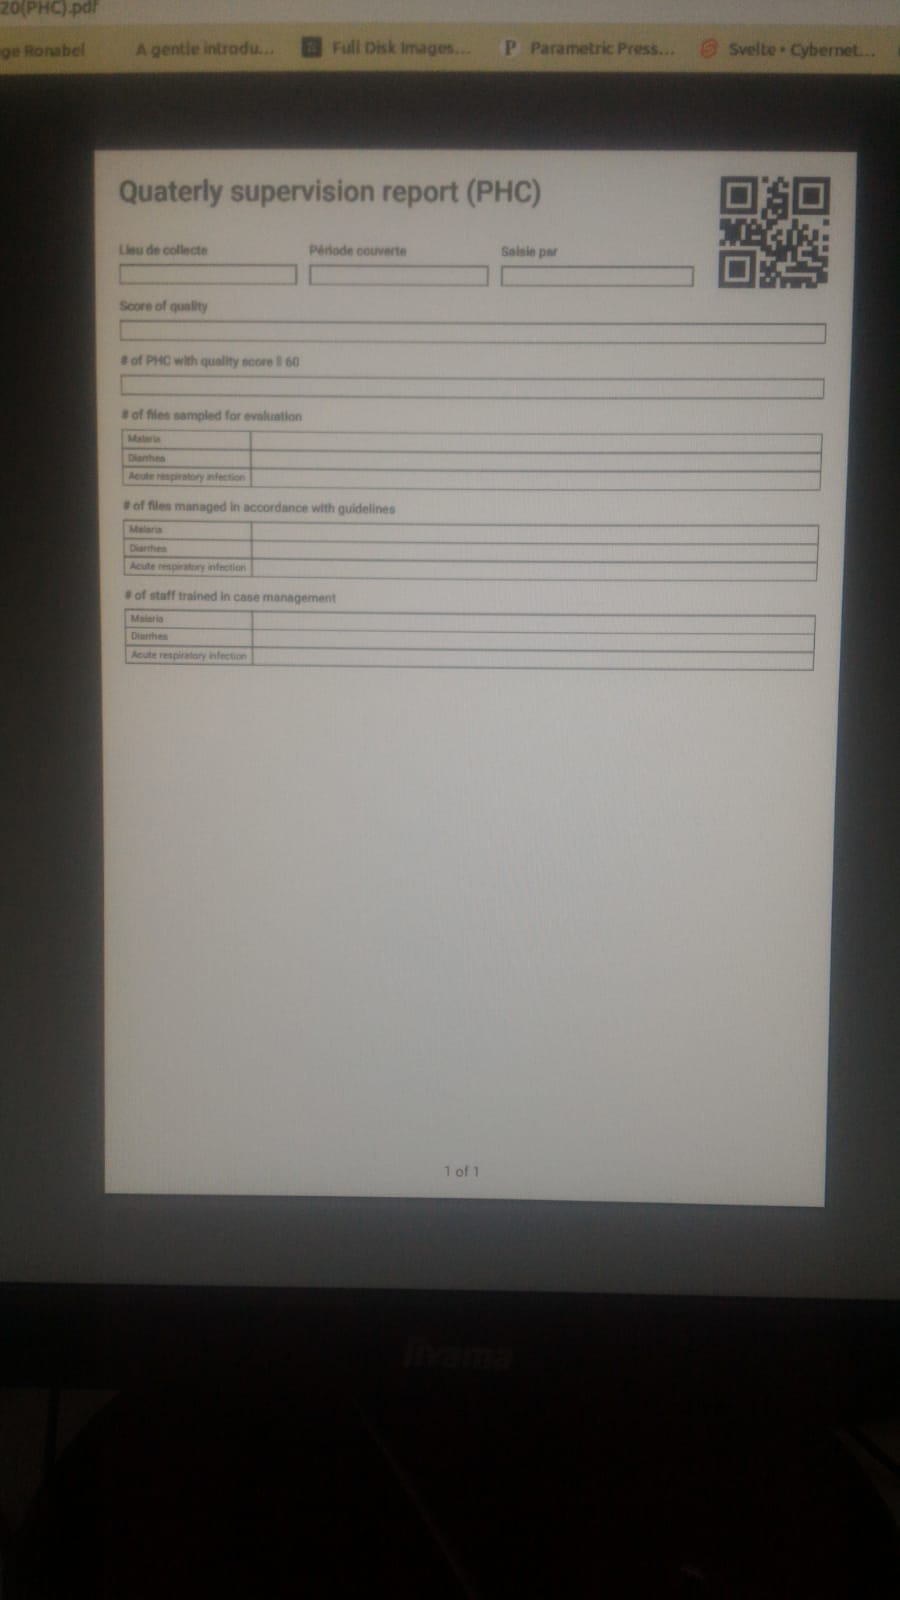 20(PHC).pdf
ge Ronabel A gentle introdu... Full Disk Images... P Parametric Press... Svelte • Cybernet...
Quaterly supervision report (PHC)
Lieu de collecte Période couverte Saisie par
Score of quality
# of PHC with quality score 60
# of files sampled for evaluation
Malaria
Diarrhea
Acute respiratory infection
# of files managed in accordance with guidelines
Malaria
Diarrhea
Acute respiratory infection
# of staff trained in case management
Malaria
Diarrhea
Acute respiratory infection
1 of 1
iiyama